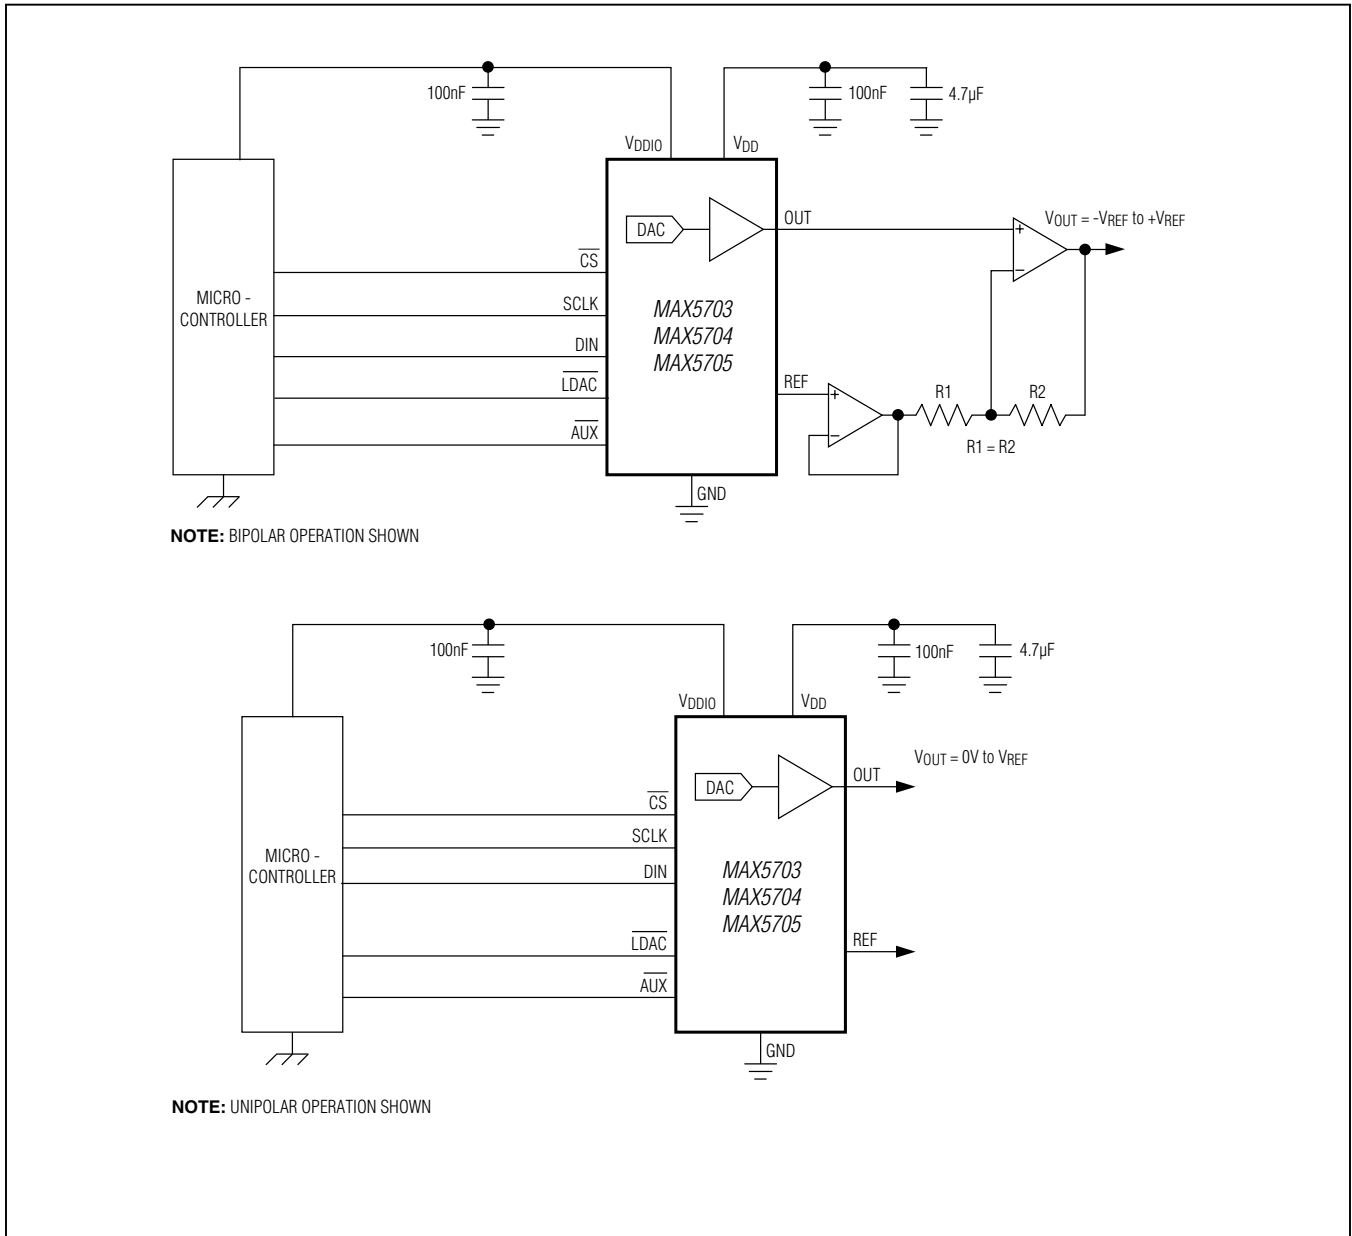 100nF
100nF
4.7µF
VDDIO
VDD
DAC
OUT
+
VOUT = -VREF to +VREF
-
CS
MICRO -
CONTROLLER
SCLK
MAX5703
MAX5704
MAX5705
DIN
LDAC
REF
+
-
R1
R2
R1 = R2
AUX
GND
NOTE: BIPOLAR OPERATION SHOWN
100nF
100nF
4.7µF
VDDIO
VDD
VOUT = 0V to VREF
DAC
OUT
CS
SCLK
MICRO -
CONTROLLER
DIN
MAX5703
MAX5704
MAX5705
LDAC
REF
AUX
GND
NOTE: UNIPOLAR OPERATION SHOWN